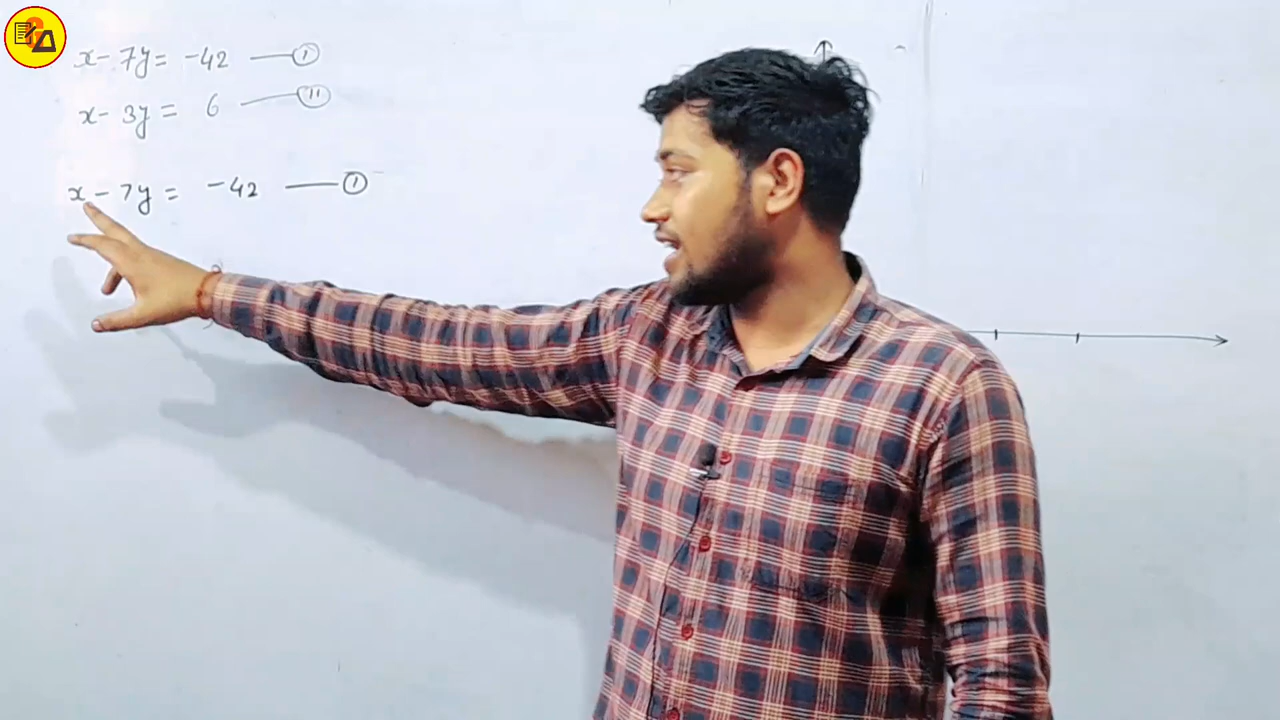 x - 7y = -42 —— (I)
x - 3y = 6 —— (II)
x - 7y = -42 —— (I)